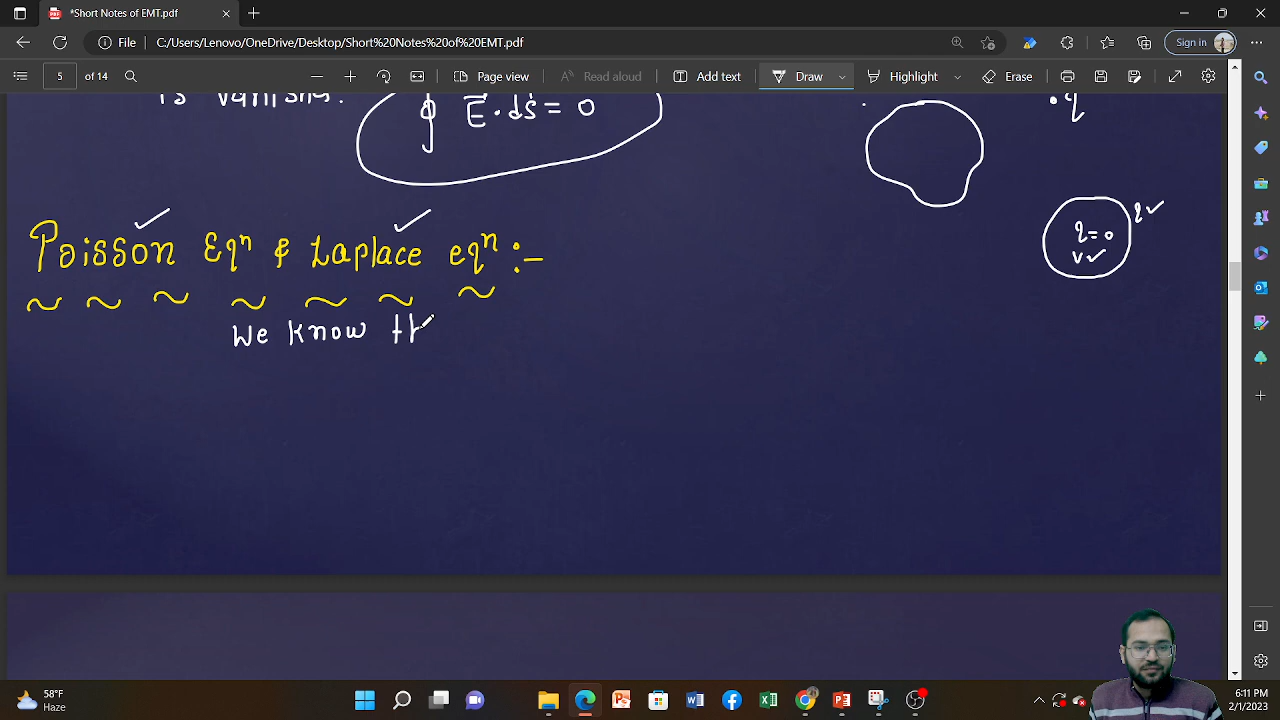 *Short Notes of EMT.pdf
File C:/Users/Lenovo/OneDrive/Desktop/Short%20Notes%20of%20EMT.pdf
Sign in
5 of 14
Page view
Read aloud
Add text
Draw
Highlight
Erase
is vanishes.
∮ E⃗ · ds⃗ = 0
.q
q
q=0
V
Poisson Eqⁿ & Laplace eqⁿ :-
We know th
58°F
Haze
6:11 PM
2/1/2023